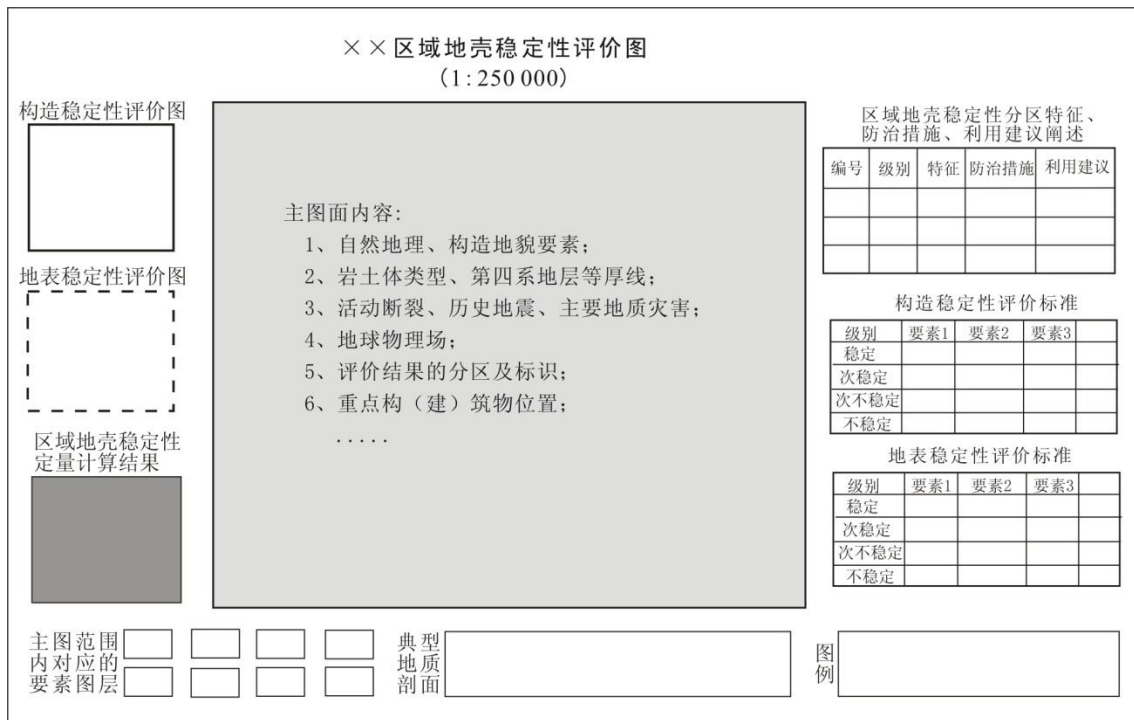 ××区域地壳稳定性评价图
(1:250 000)
构造稳定性评价图
地表稳定性评价图
区域地壳稳定性
定量计算结果
主图面内容:
1、自然地理、构造地貌要素;
2、岩土体类型、第四系地层等厚线;
3、活动断裂、历史地震、主要地质灾害;
4、地球物理场;
5、评价结果的分区及标识;
6、重点构（建）筑物位置;
.....
区域地壳稳定性分区特征、
防治措施、利用建议阐述
编号 级别 特征 防治措施 利用建议
构造稳定性评价标准
级别 要素1 要素2 要素3
稳定
次稳定
次不稳定
不稳定
地表稳定性评价标准
级别 要素1 要素2 要素3
稳定
次稳定
次不稳定
不稳定
主图范围
内对应的
要素图层
典型
地质
剖面
图
例